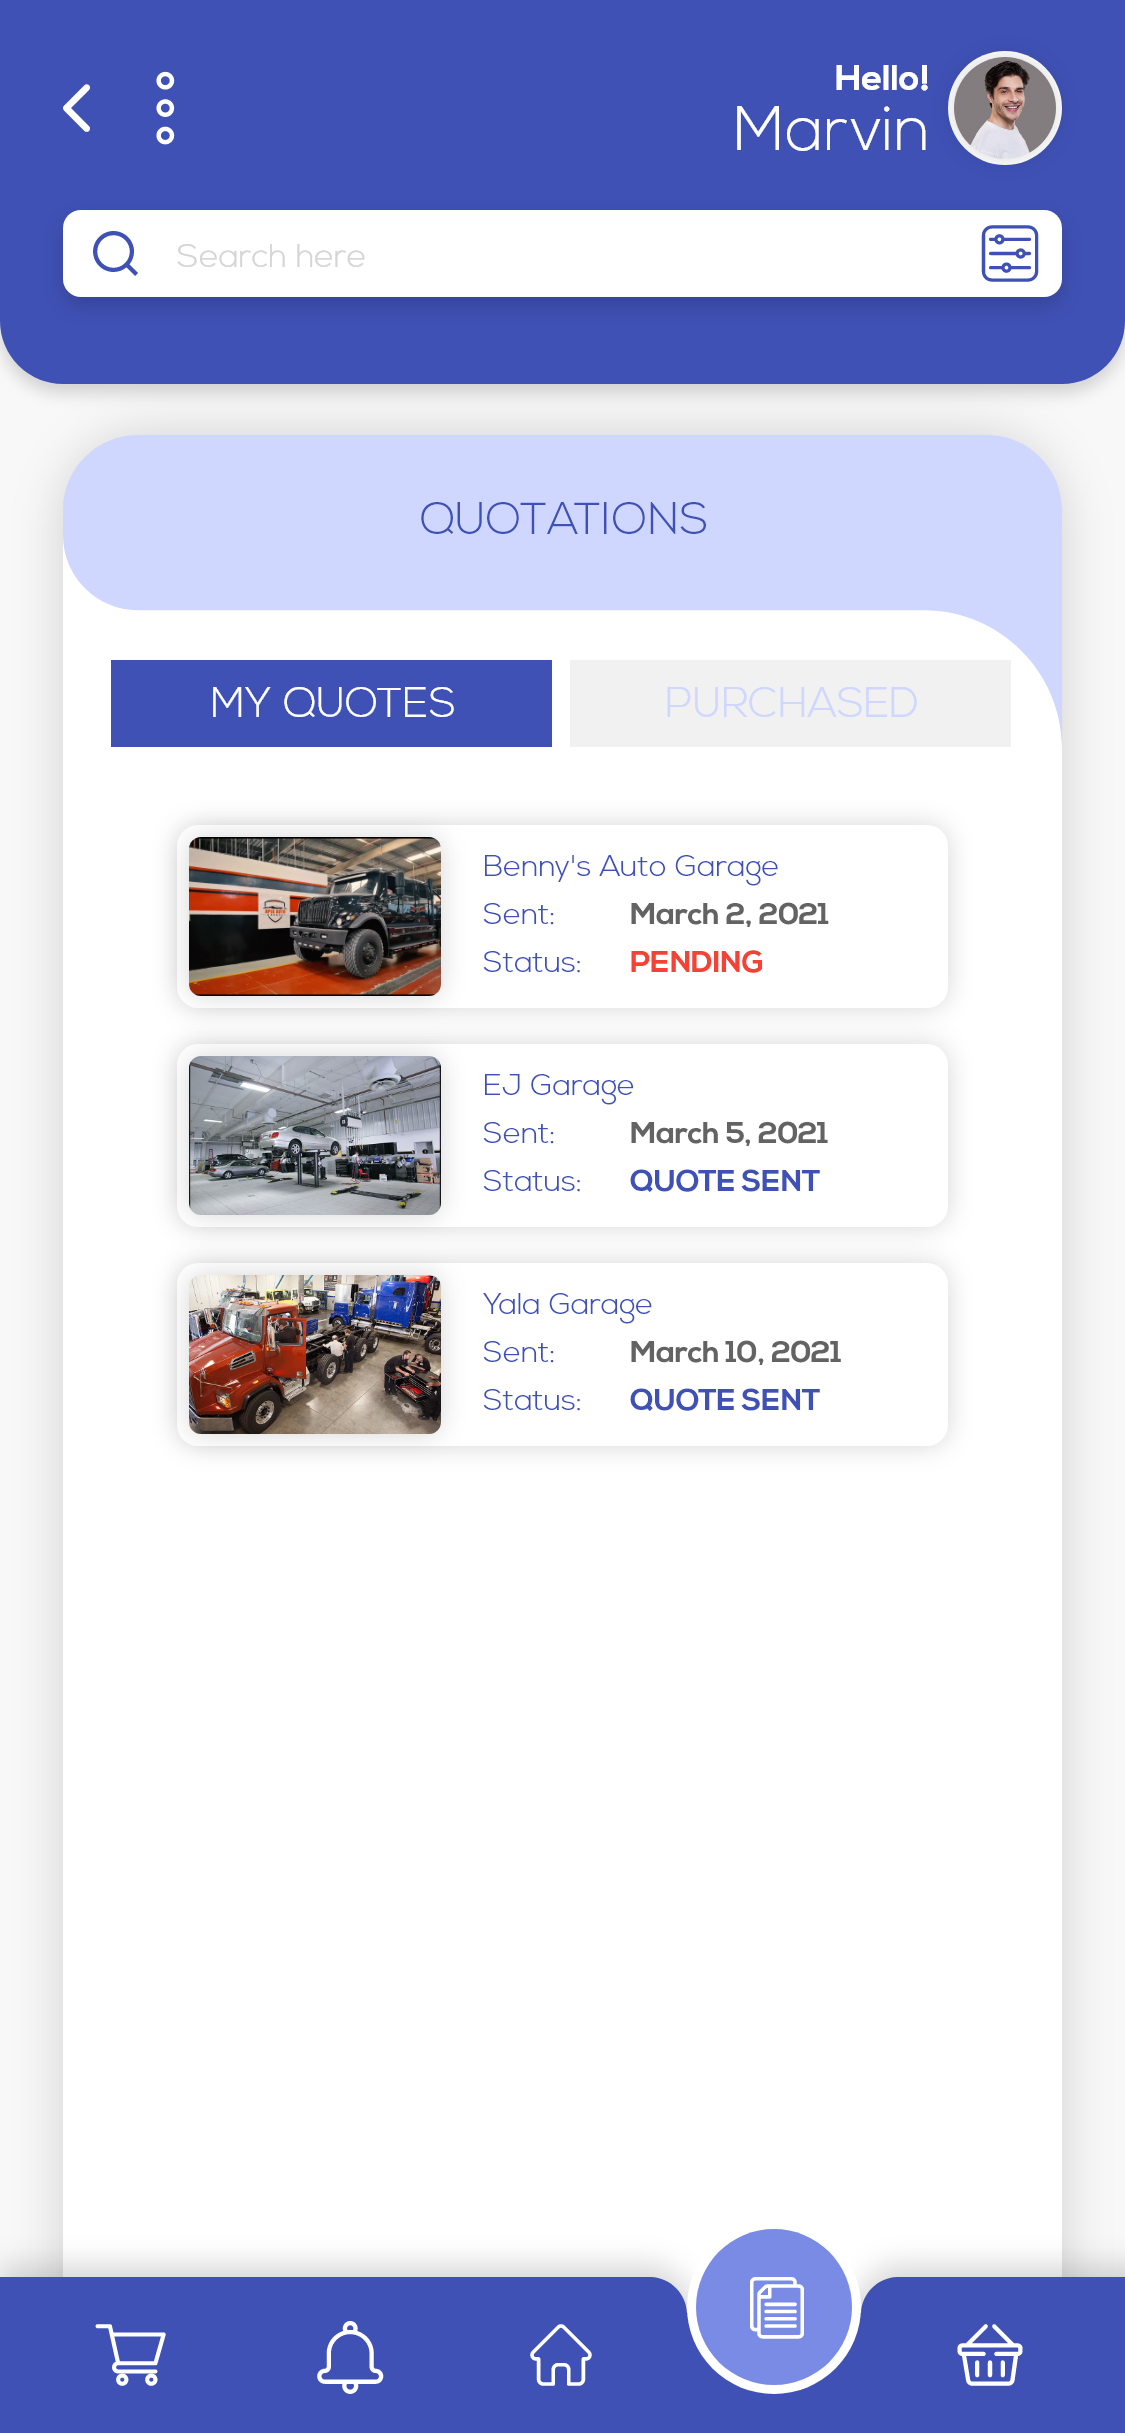 Hello!
Marvin
Search here
QUOTATIONS
MY QUOTES
PURCHASED
Benny's Auto Garage
Sent: March 2, 2021
Status: PENDING
EJ Garage
Sent: March 5, 2021
Status: QUOTE SENT
Yala Garage
Sent: March 10, 2021
Status: QUOTE SENT